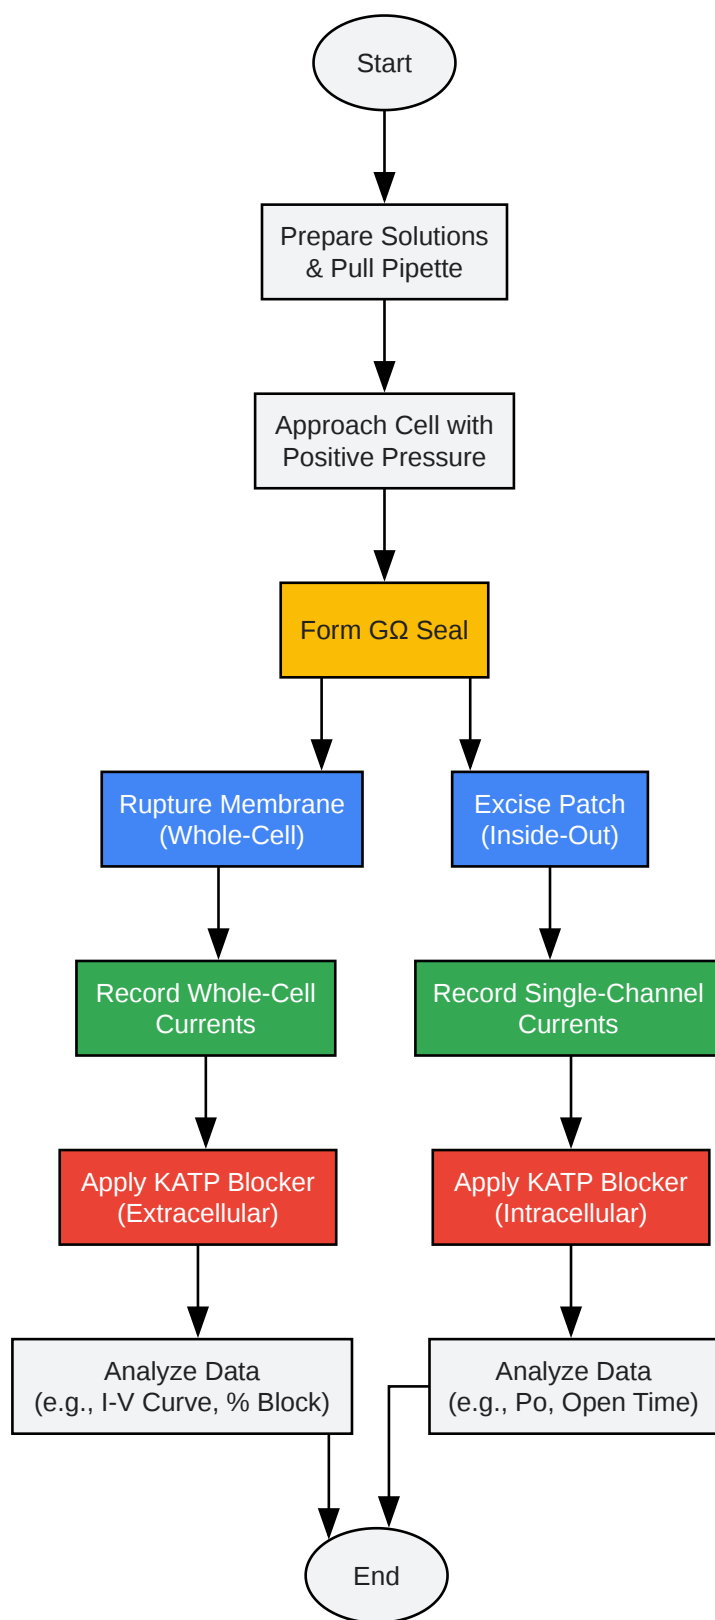 Start
Prepare Solutions
& Pull Pipette
Approach Cell with
Positive Pressure
Form GΩ Seal
Rupture Membrane
(Whole-Cell)
Excise Patch
(Inside-Out)
Record Whole-Cell
Currents
Record Single-Channel
Currents
Apply KATP Blocker
(Extracellular)
Apply KATP Blocker
(Intracellular)
Analyze Data
(e.g., I-V Curve, % Block)
Analyze Data
(e.g., Po, Open Time)
End